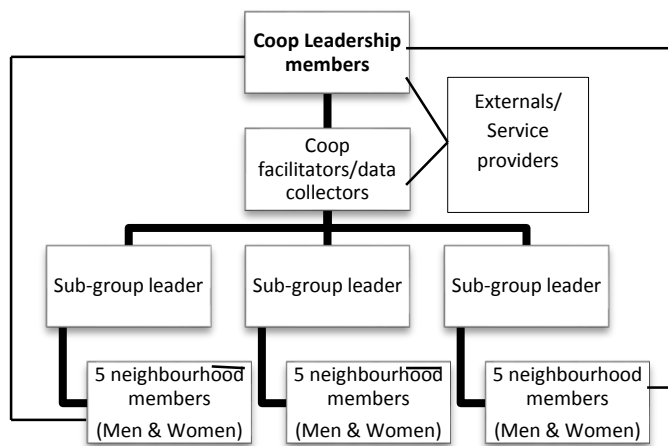 Coop Leadership
members
Externals/
Service
providers
Coop
facilitators/data
collectors
Sub-group leader
Sub-group leader
Sub-group leader
5 neighbourhood
members
(Men & Women)
5 neighbourhood
members
(Men & Women)
5 neighbourhood
members
(Men & Women)